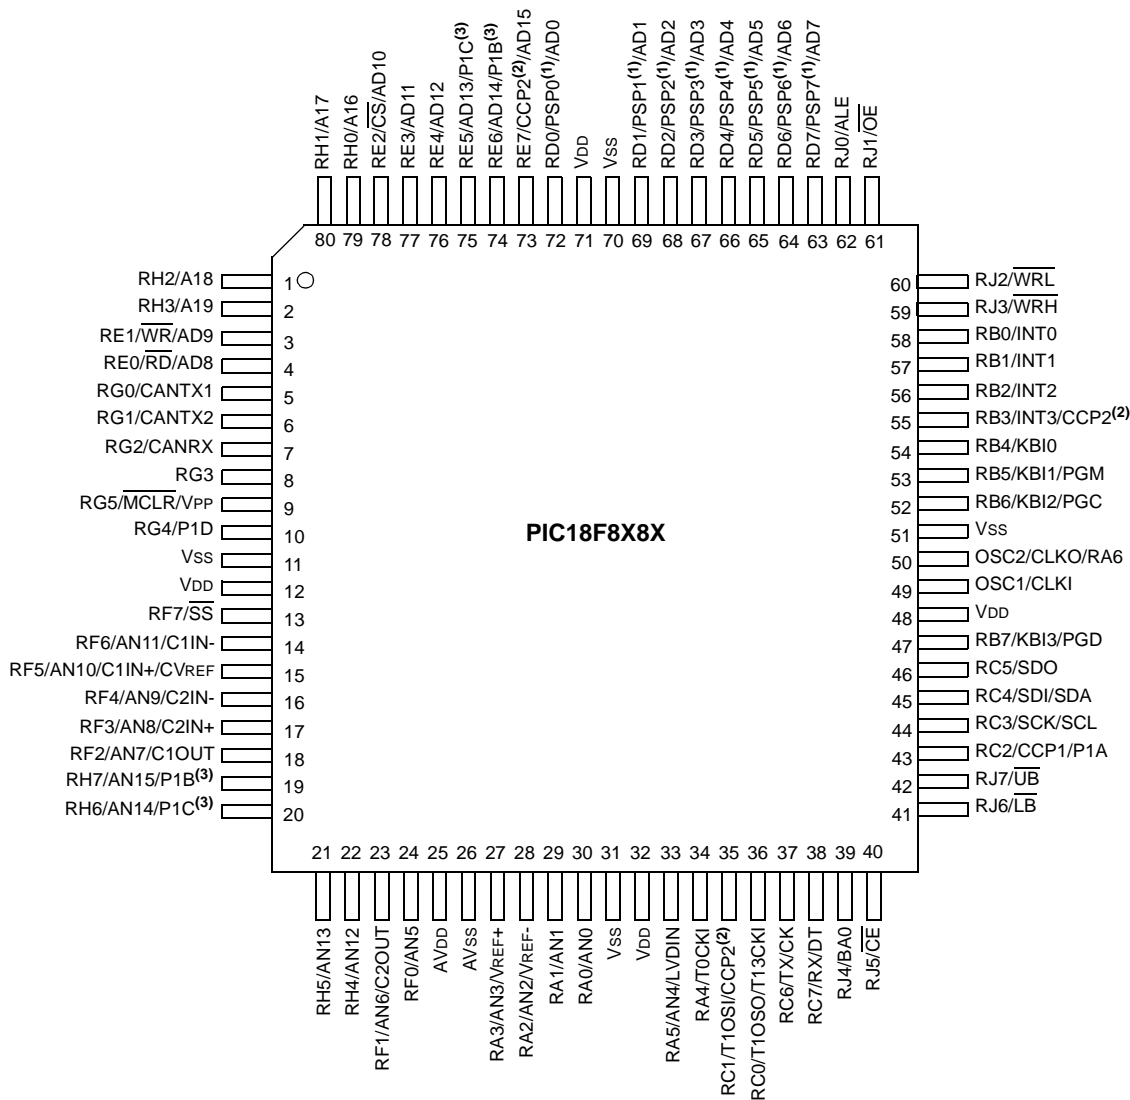 RH1/A17
RH0/A16
RE2/CS/AD10
RE3/AD11
RE4/AD12
RE5/AD13/P1C(3)
RE6/AD14/P1B(3)
RE7/CCP2(2)/AD15
RD0/PSP0(1)/AD0
VDD
VSS
RD1/PSP1(1)/AD1
RD2/PSP2(1)/AD2
RD3/PSP3(1)/AD3
RD4/PSP4(1)/AD4
RD5/PSP5(1)/AD5
RD6/PSP6(1)/AD6
RD7/PSP7(1)/AD7
RJ0/ALE
RJ1/OE
80 79 78 77 76 75 74 73 72 71 70 69 68 67 66 65 64 63 62 61
RH2/A18 1
RH3/A19 2
RE1/WR/AD9 3
RE0/RD/AD8 4
RG0/CANTX1 5
RG1/CANTX2 6
RG2/CANRX 7
RG3 8
RG5/MCLR/VPP 9
RG4/P1D 10
VSS 11
VDD 12
RF7/SS 13
RF6/AN11/C1IN- 14
RF5/AN10/C1IN+/CVREF 15
RF4/AN9/C2IN- 16
RF3/AN8/C2IN+ 17
RF2/AN7/C1OUT 18
RH7/AN15/P1B(3) 19
RH6/AN14/P1C(3) 20
PIC18F8X8X
60 RJ2/WRL
59 RJ3/WRH
58 RB0/INT0
57 RB1/INT1
56 RB2/INT2
55 RB3/INT3/CCP2(2)
54 RB4/KBI0
53 RB5/KBI1/PGM
52 RB6/KBI2/PGC
51 VSS
50 OSC2/CLKO/RA6
49 OSC1/CLKI
48 VDD
47 RB7/KBI3/PGD
46 RC5/SDO
45 RC4/SDI/SDA
44 RC3/SCK/SCL
43 RC2/CCP1/P1A
42 RJ7/UB
41 RJ6/LB
21 22 23 24 25 26 27 28 29 30 31 32 33 34 35 36 37 38 39 40
RH5/AN13
RH4/AN12
RF1/AN6/C2OUT
RF0/AN5
AVDD
AVSS
RA3/AN3/VREF+
RA2/AN2/VREF-
RA1/AN1
RA0/AN0
VSS
VDD
RA5/AN4/LVDIN
RA4/T0CKI
RC1/T1OSI/CCP2(2)
RC0/T1OSO/T13CKI
RC6/TX/CK
RC7/RX/DT
RJ4/BA0
RJ5/CE